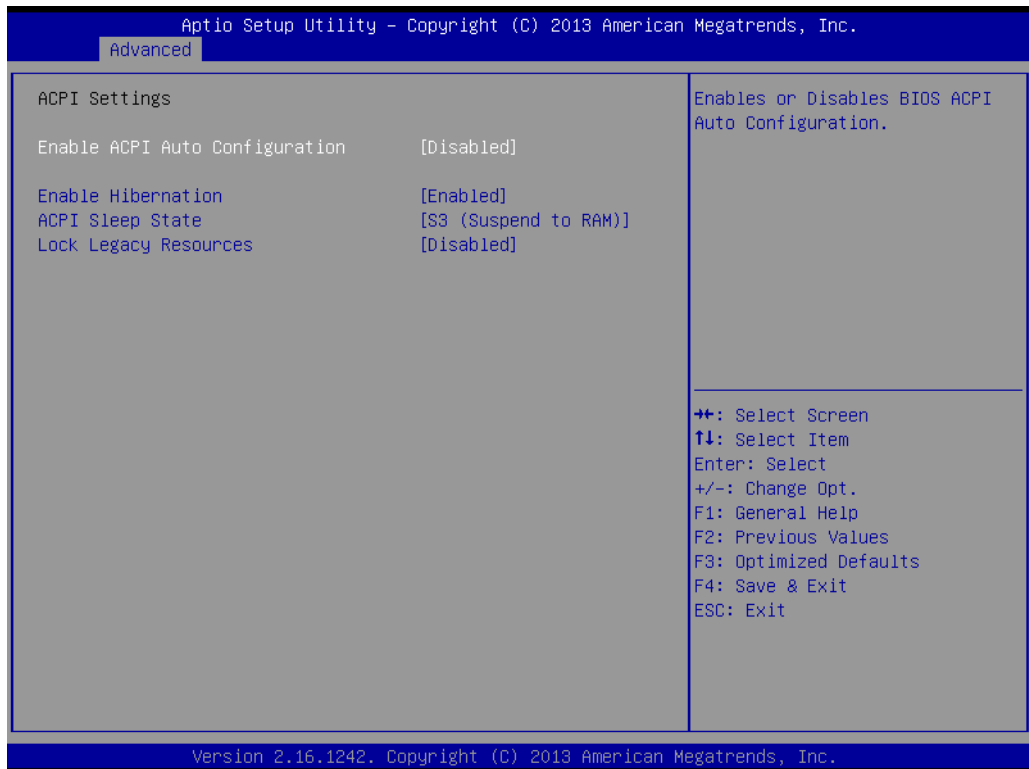 Aptio Setup Utility – Copyright (C) 2013 American Megatrends, Inc.
Advanced
ACPI Settings
Enable ACPI Auto Configuration [Disabled]
Enable Hibernation [Enabled]
ACPI Sleep State [S3 (Suspend to RAM)]
Lock Legacy Resources [Disabled]
Enables or Disables BIOS ACPI
Auto Configuration.
→←: Select Screen
↑↓: Select Item
Enter: Select
+/-: Change Opt.
F1: General Help
F2: Previous Values
F3: Optimized Defaults
F4: Save & Exit
ESC: Exit
Version 2.16.1242. Copyright (C) 2013 American Megatrends, Inc.